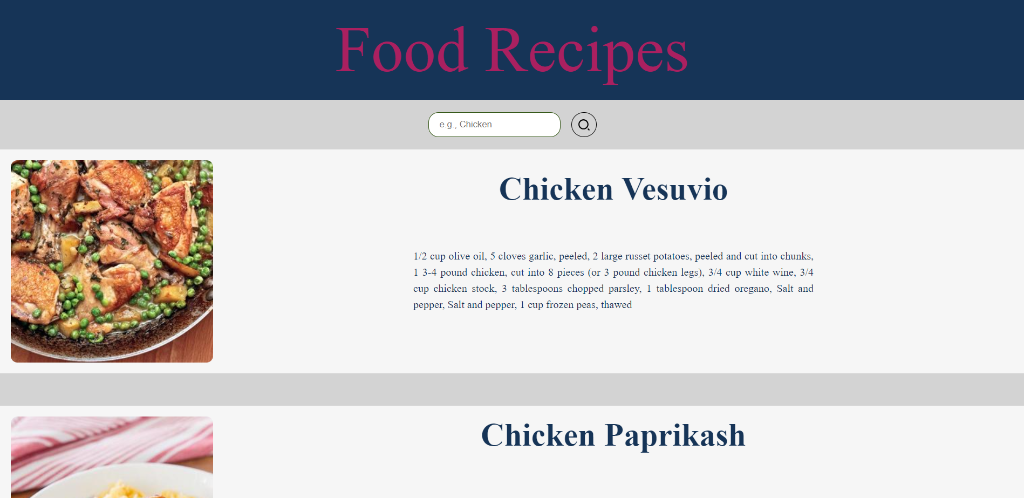 Food Recipes
e.g., Chicken
Chicken Vesuvio
1/2 cup olive oil, 5 cloves garlic, peeled, 2 large russet potatoes, peeled and cut into chunks,
1 3-4 pound chicken, cut into 8 pieces (or 3 pound chicken legs), 3/4 cup white wine, 3/4
cup chicken stock, 3 tablespoons chopped parsley, 1 tablespoon dried oregano, Salt and
pepper, Salt and pepper, 1 cup frozen peas, thawed
Chicken Paprikash